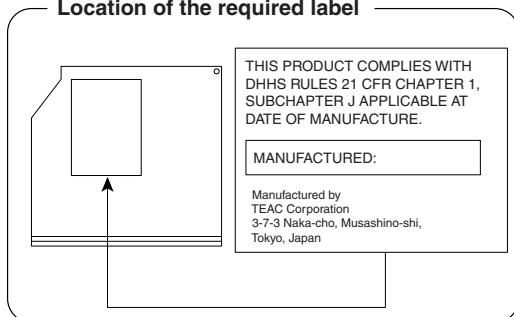 Location of the required label
THIS PRODUCT COMPLIES WITH
DHHS RULES 21 CFR CHAPTER 1,
SUBCHAPTER J APPLICABLE AT
DATE OF MANUFACTURE.
MANUFACTURED:
Manufactured by
TEAC Corporation
3-7-3 Naka-cho, Musashino-shi,
Tokyo, Japan